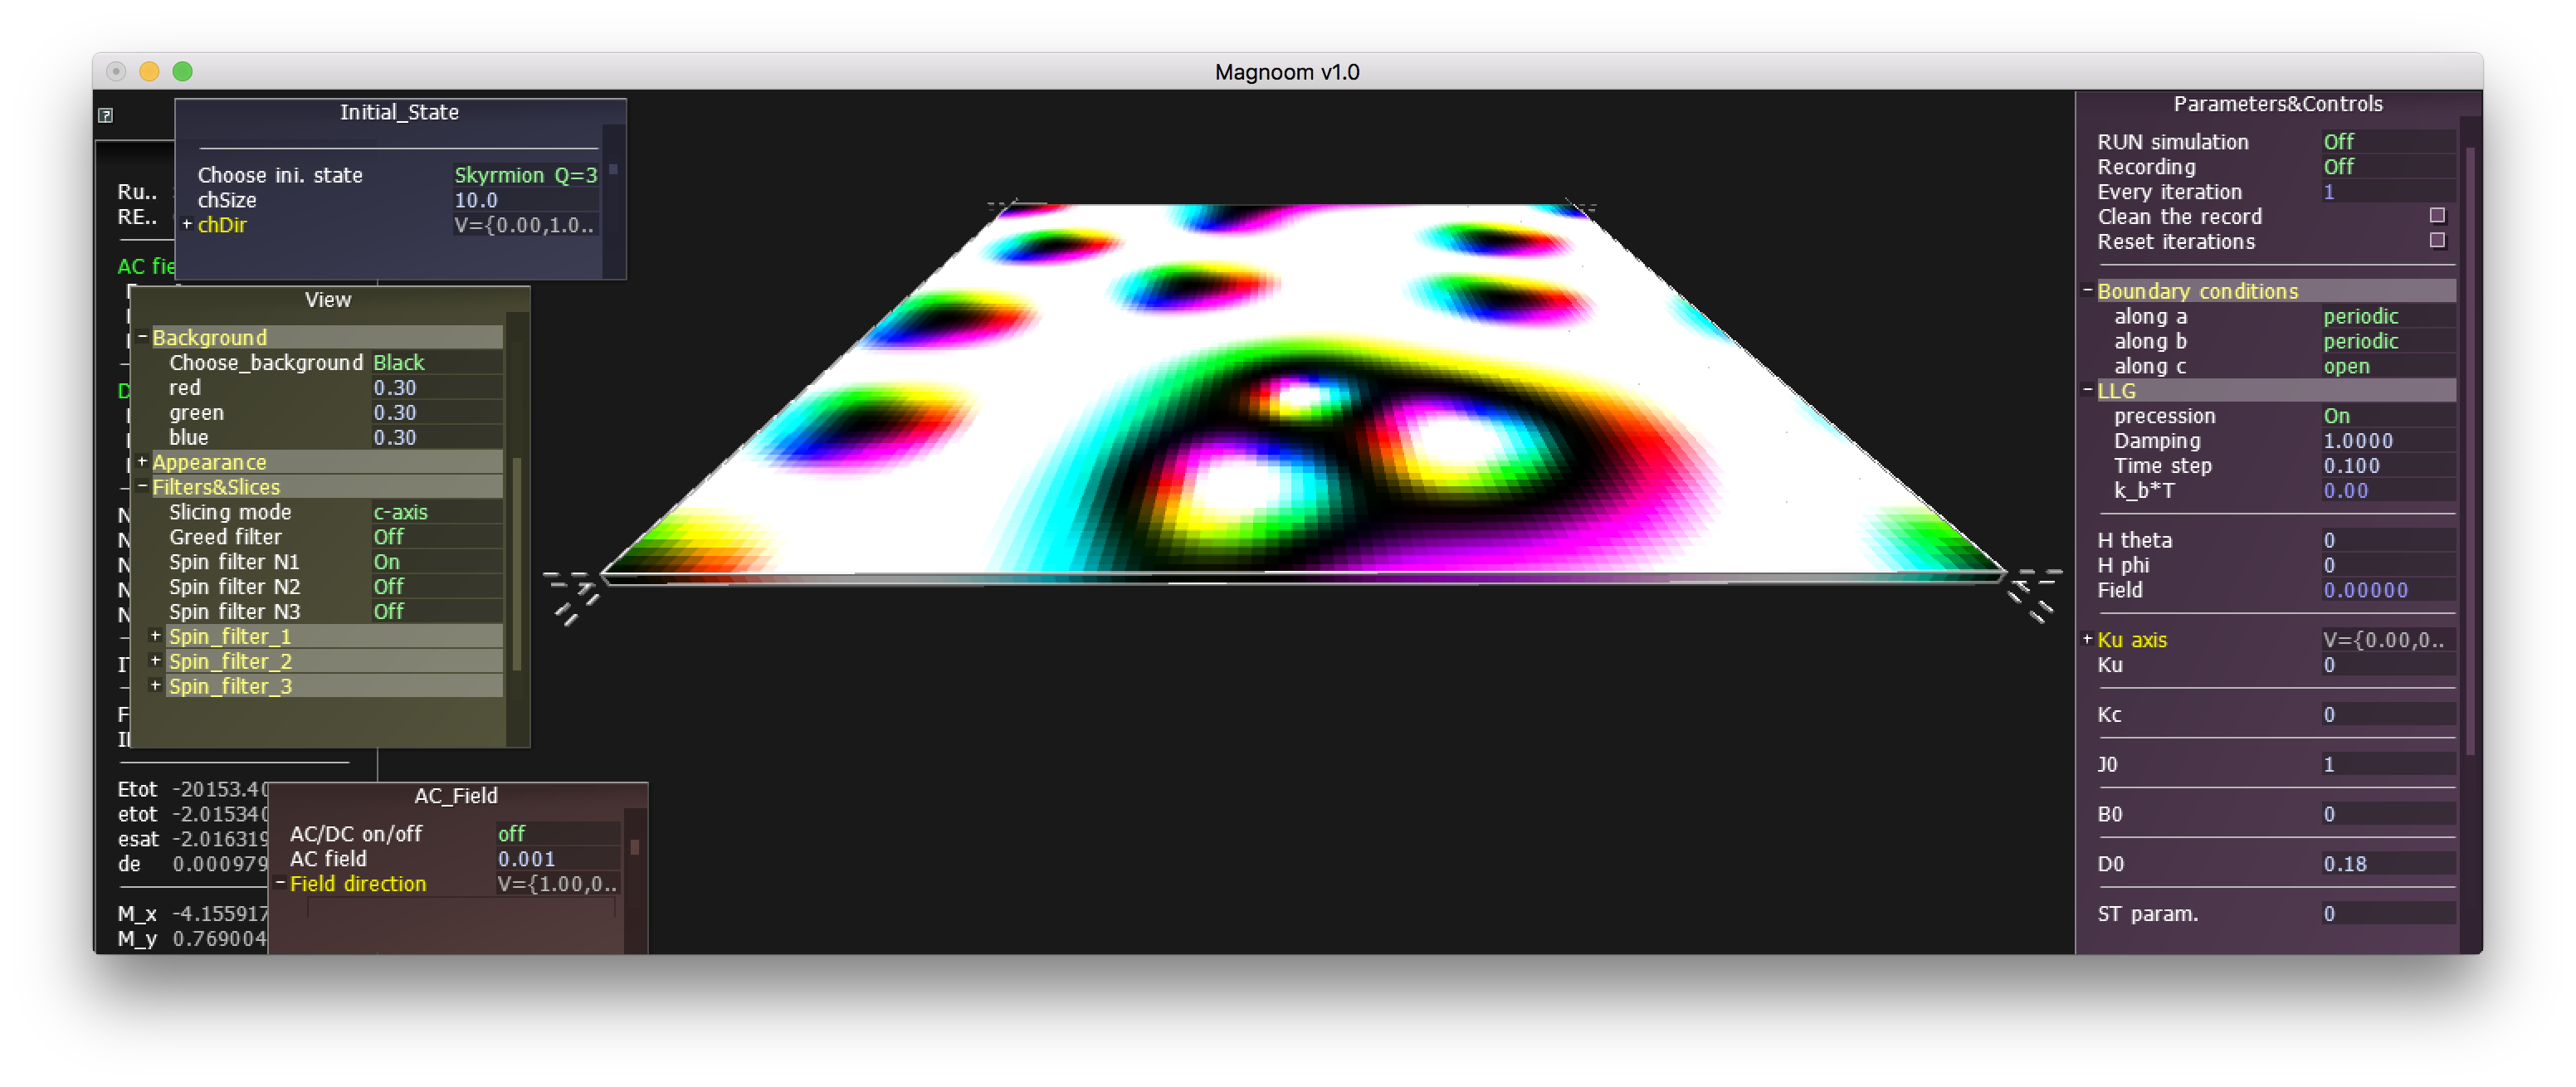 Magnoom v1.0
?
Initial_State
Choose ini. state Skyrmion Q=3
chSize 10.0
+ chDir V={0.00,1.0..
Ru..
RE..
AC fie
View
- Background
Choose_background Black
red 0.30
green 0.30
blue 0.30
+ Appearance
- Filters&Slices
Slicing mode c-axis
Greed filter Off
Spin filter N1 On
Spin filter N2 Off
Spin filter N3 Off
+ Spin_filter_1
+ Spin_filter_2
+ Spin_filter_3
Etot -20153.40
etot -2.015340
esat -2.016319
de 0.000979
M_x -4.155917
M_y 0.769004
AC_Field
AC/DC on/off off
AC field 0.001
- Field direction V={1.00,0..
Parameters&Controls
RUN simulation Off
Recording Off
Every iteration 1
Clean the record
Reset iterations
- Boundary conditions
along a periodic
along b periodic
along c open
- LLG
precession On
Damping 1.0000
Time step 0.100
k_b*T 0.00
H theta 0
H phi 0
Field 0.00000
+ Ku axis V={0.00,0..
Ku 0
Kc 0
J0 1
B0 0
D0 0.18
ST param. 0